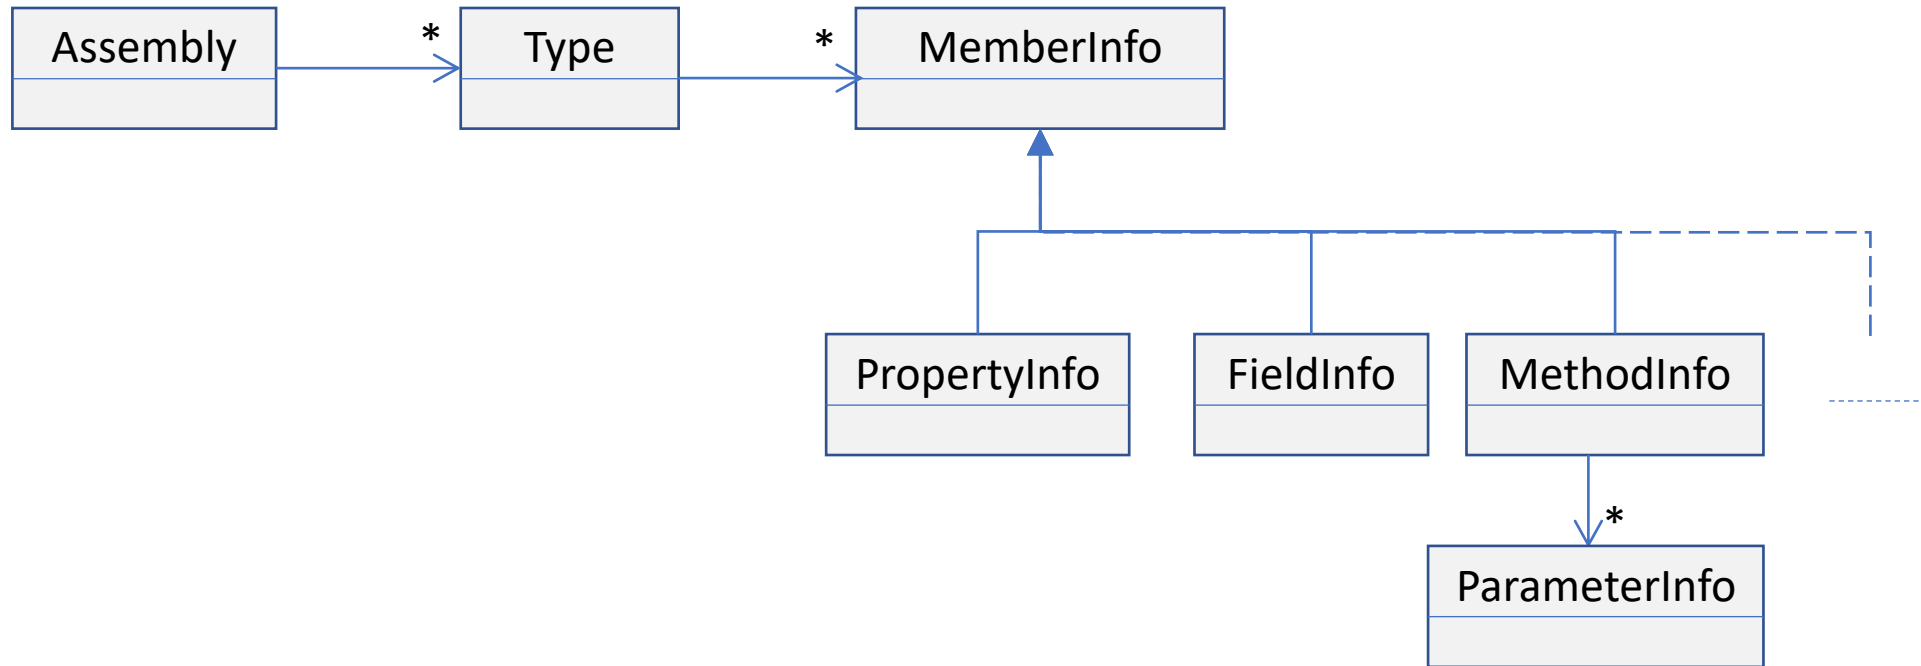 Assembly
*
Type
*
MemberInfo
PropertyInfo
FieldInfo
MethodInfo
*
ParameterInfo